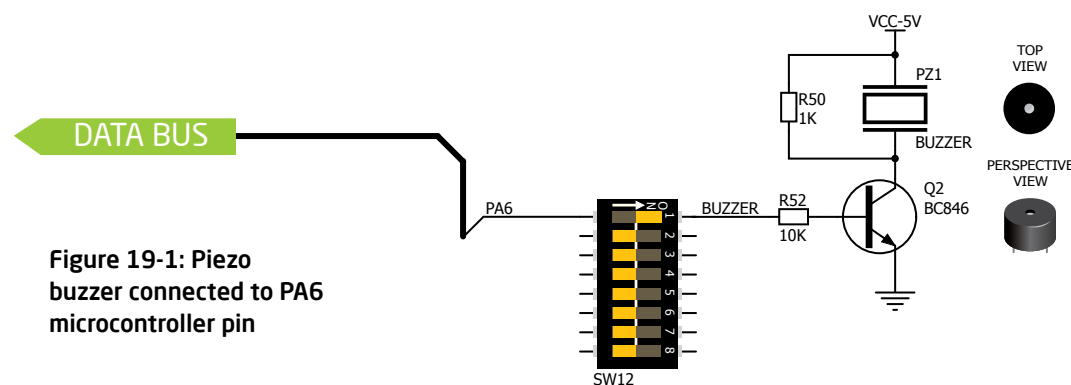 VCC-5V
TOP
VIEW
PZ1
R50
1K
DATA BUS
BUZZER
PERSPECTIVE
VIEW
Q2
BC846
PA6
BUZZER
R52
10K
ON
1
2
3
4
5
6
7
8
SW12
Figure 19-1: Piezo
buzzer connected to PA6
microcontroller pin